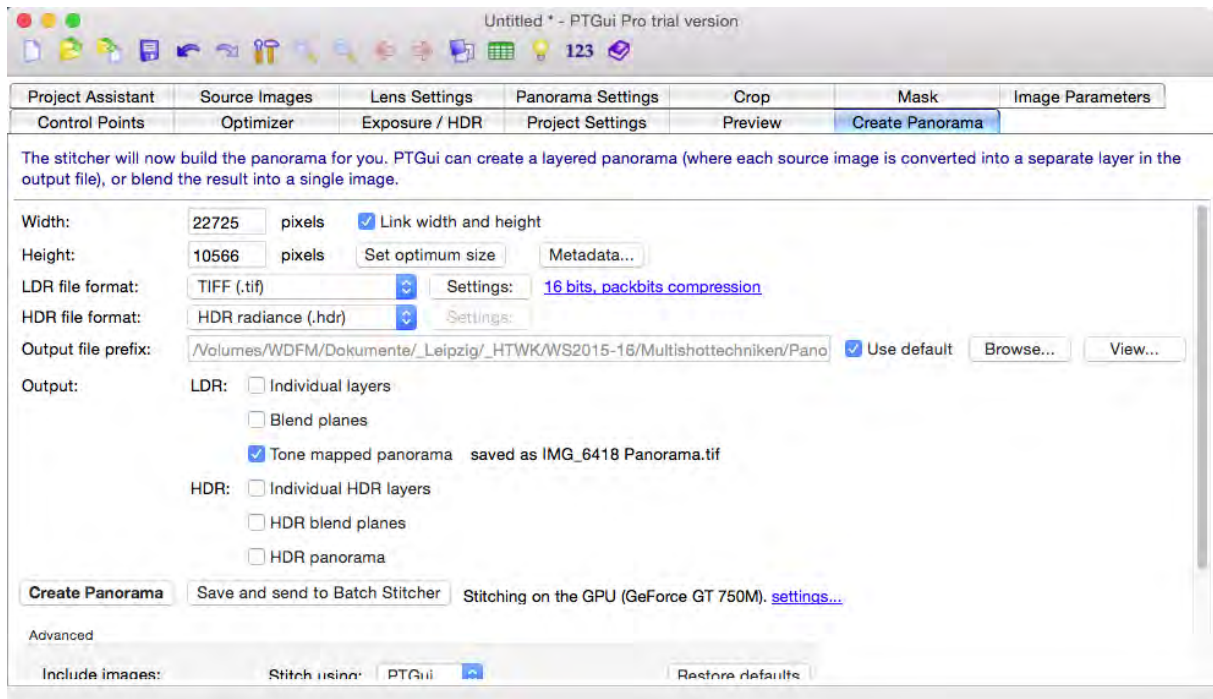 Untitled * - PTGui Pro trial version
123
Project Assistant Source Images Lens Settings Panorama Settings Crop Mask Image Parameters
Control Points Optimizer Exposure / HDR Project Settings Preview Create Panorama
The stitcher will now build the panorama for you. PTGui can create a layered panorama (where each source image is converted into a separate layer in the
output file), or blend the result into a single image.
Width: 22725 pixels Link width and height
Height: 10566 pixels Set optimum size Metadata...
LDR file format: TIFF (.tif) Settings: 16 bits, packbits compression
HDR file format: HDR radiance (.hdr) Settings:
Output file prefix: /Volumes/WDFM/Dokumente/_Leipzig/_HTWK/WS2015-16/Multishottechniken/Pano Use default Browse... View...
Output: LDR: Individual layers
Blend planes
Tone mapped panorama saved as IMG_6418 Panorama.tif
HDR: Individual HDR layers
HDR blend planes
HDR panorama
Create Panorama Save and send to Batch Stitcher Stitching on the GPU (GeForce GT 750M). settings...
Advanced
Include images: Stitch using: PTGui Restore defaults